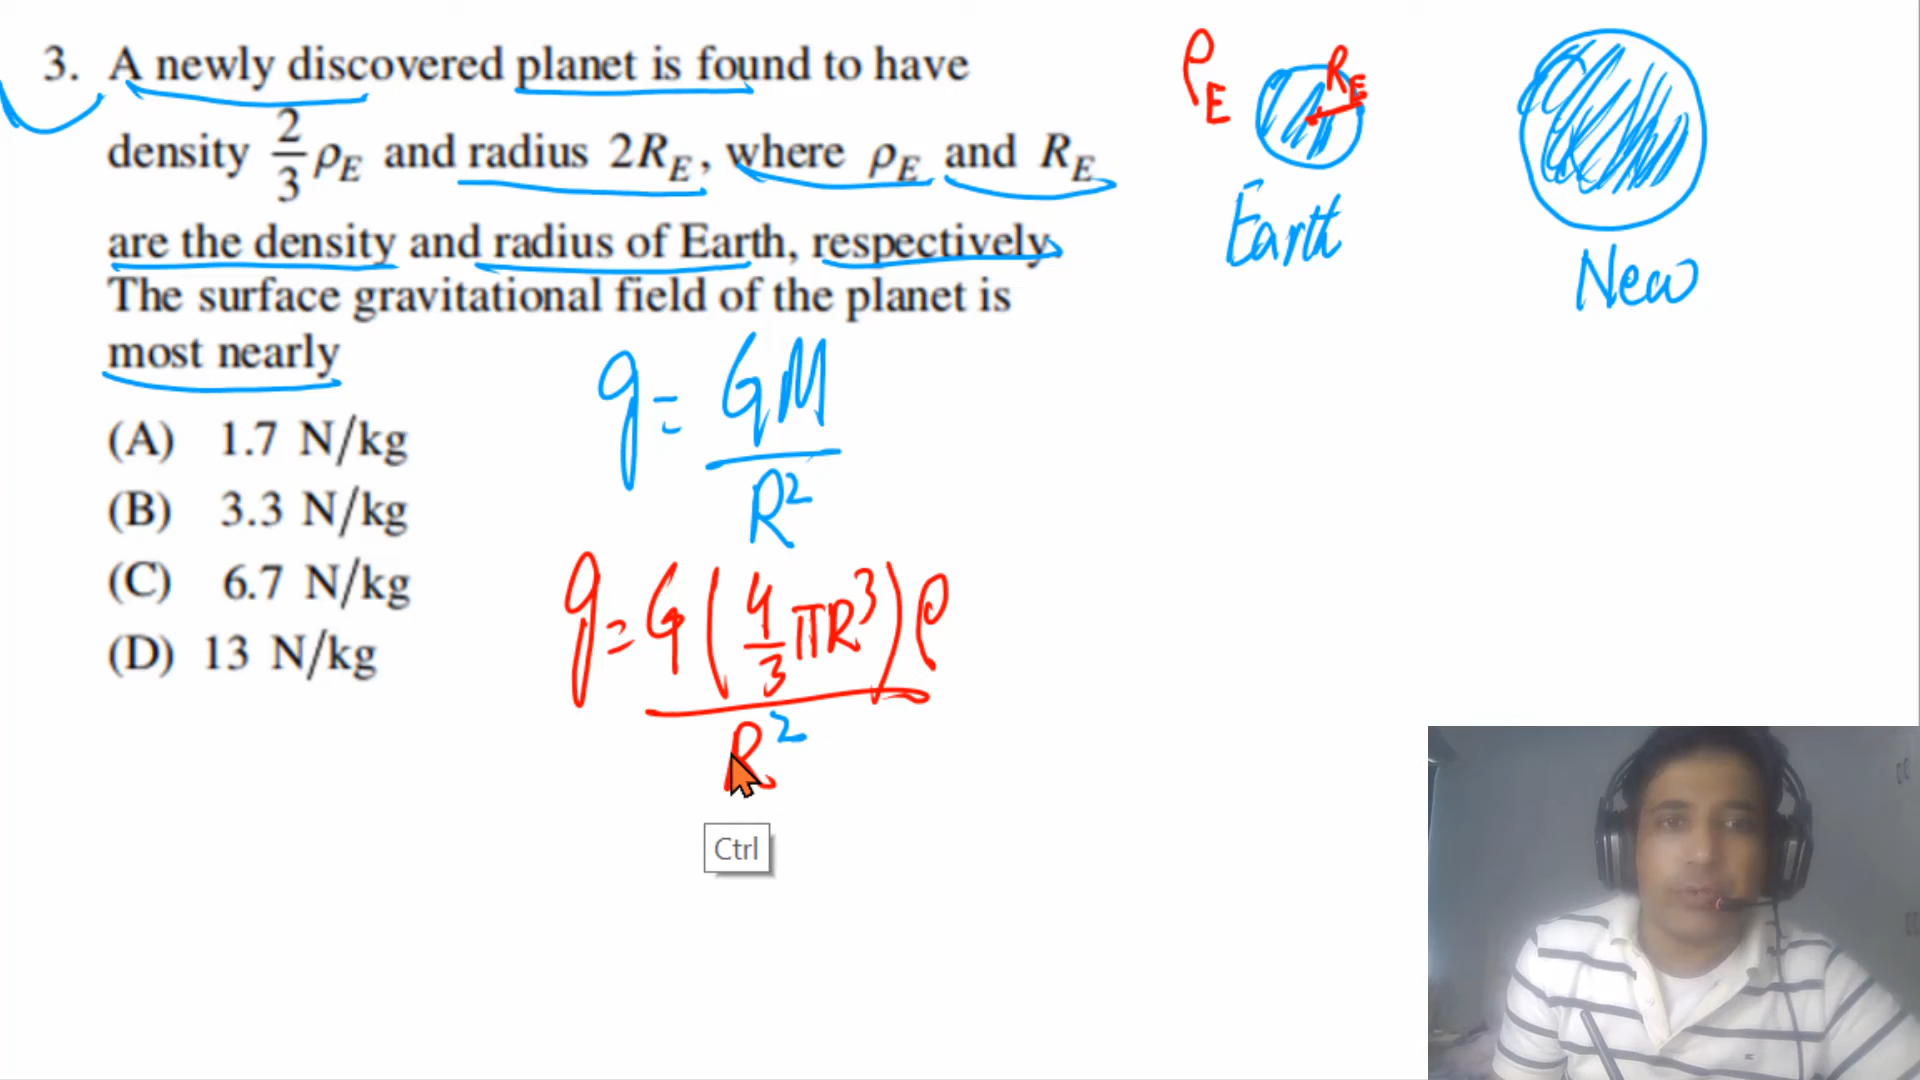 3. A newly discovered planet is found to have
density 2/3 ρE and radius 2RE, where ρE and RE
are the density and radius of Earth, respectively.
The surface gravitational field of the planet is
most nearly
(A) 1.7 N/kg
(B) 3.3 N/kg
(C) 6.7 N/kg
(D) 13 N/kg
g = GM/R²
g = G(4/3 πR³)ρ/R²
Ctrl
ρE
RE
Earth
New